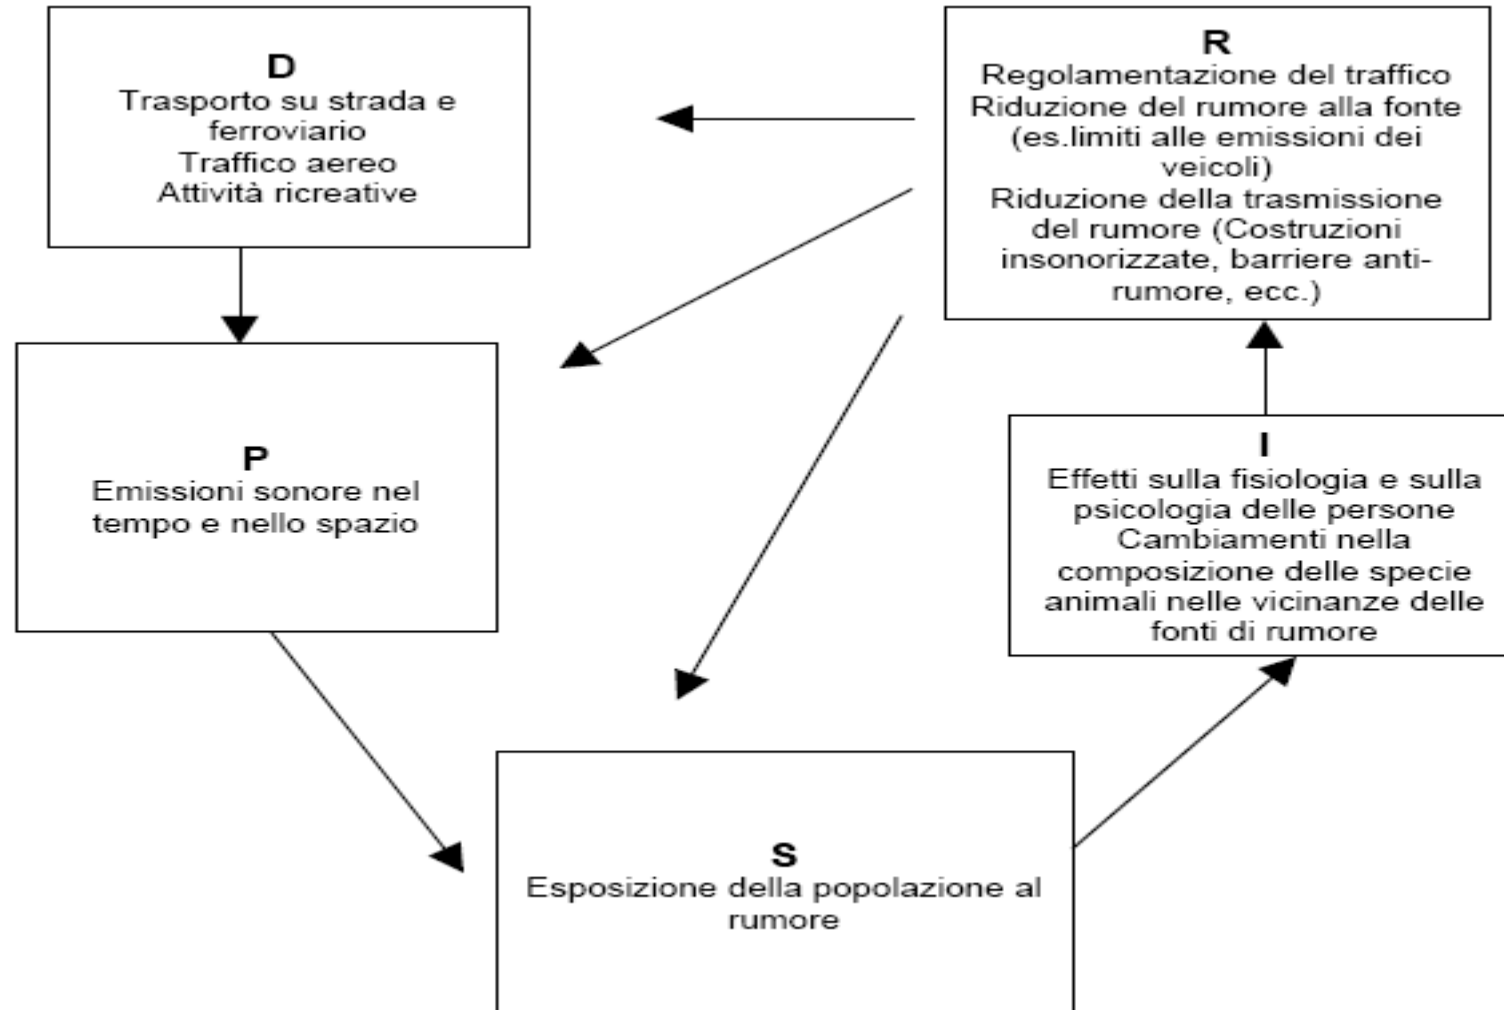 D
Trasporto su strada e
ferroviario
Traffico aereo
Attività ricreative
R
Regolamentazione del traffico
Riduzione del rumore alla fonte
(es.limiti alle emissioni dei
veicoli)
Riduzione della trasmissione
del rumore (Costruzioni
insonorizzate, barriere anti-
rumore, ecc.)
P
Emissioni sonore nel
tempo e nello spazio
I
Effetti sulla fisiologia e sulla
psicologia delle persone
Cambiamenti nella
composizione delle specie
animali nelle vicinanze delle
fonti di rumore
S
Esposizione della popolazione al
rumore